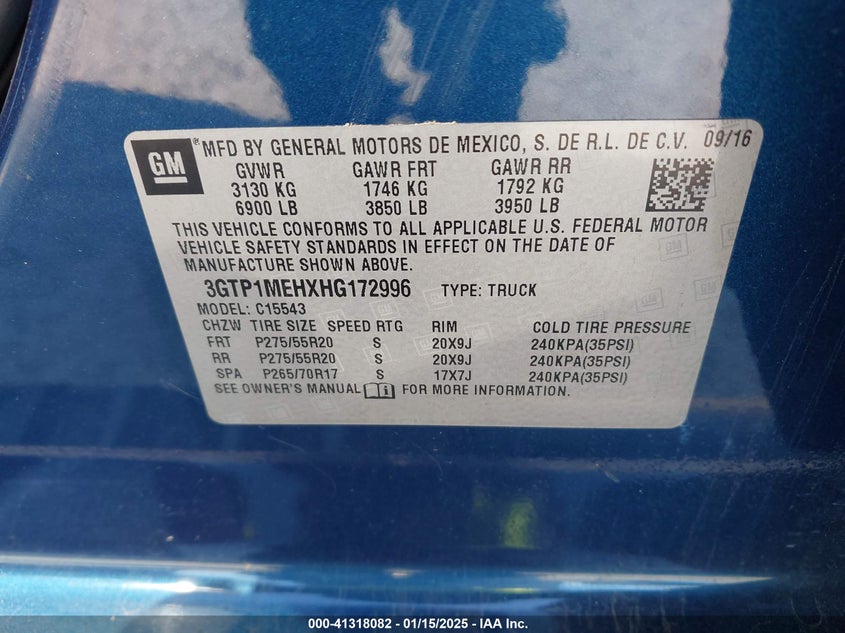 GM® MFD BY GENERAL MOTORS DE MEXICO, S. DE R.L. DE C.V. 09/16
GVWR GAWR FRT GAWR RR
3130 KG 1746 KG 1792 KG
6900 LB 3850 LB 3950 LB
THIS VEHICLE CONFORMS TO ALL APPLICABLE U.S. FEDERAL MOTOR
VEHICLE SAFETY STANDARDS IN EFFECT ON THE DATE OF
MANUFACTURE SHOWN ABOVE.
3GTP1MEHXHG172996 TYPE: TRUCK
MODEL: C15543
CHZW TIRE SIZE SPEED RTG RIM COLD TIRE PRESSURE
FRT P275/55R20 S 20X9J 240KPA(35PSI)
RR P275/55R20 S 20X9J 240KPA(35PSI)
SPA P265/70R17 S 17X7J 240KPA(35PSI)
SEE OWNER'S MANUAL FOR MORE INFORMATION.
000-41318082 - 01/15/2025 - IAA Inc.